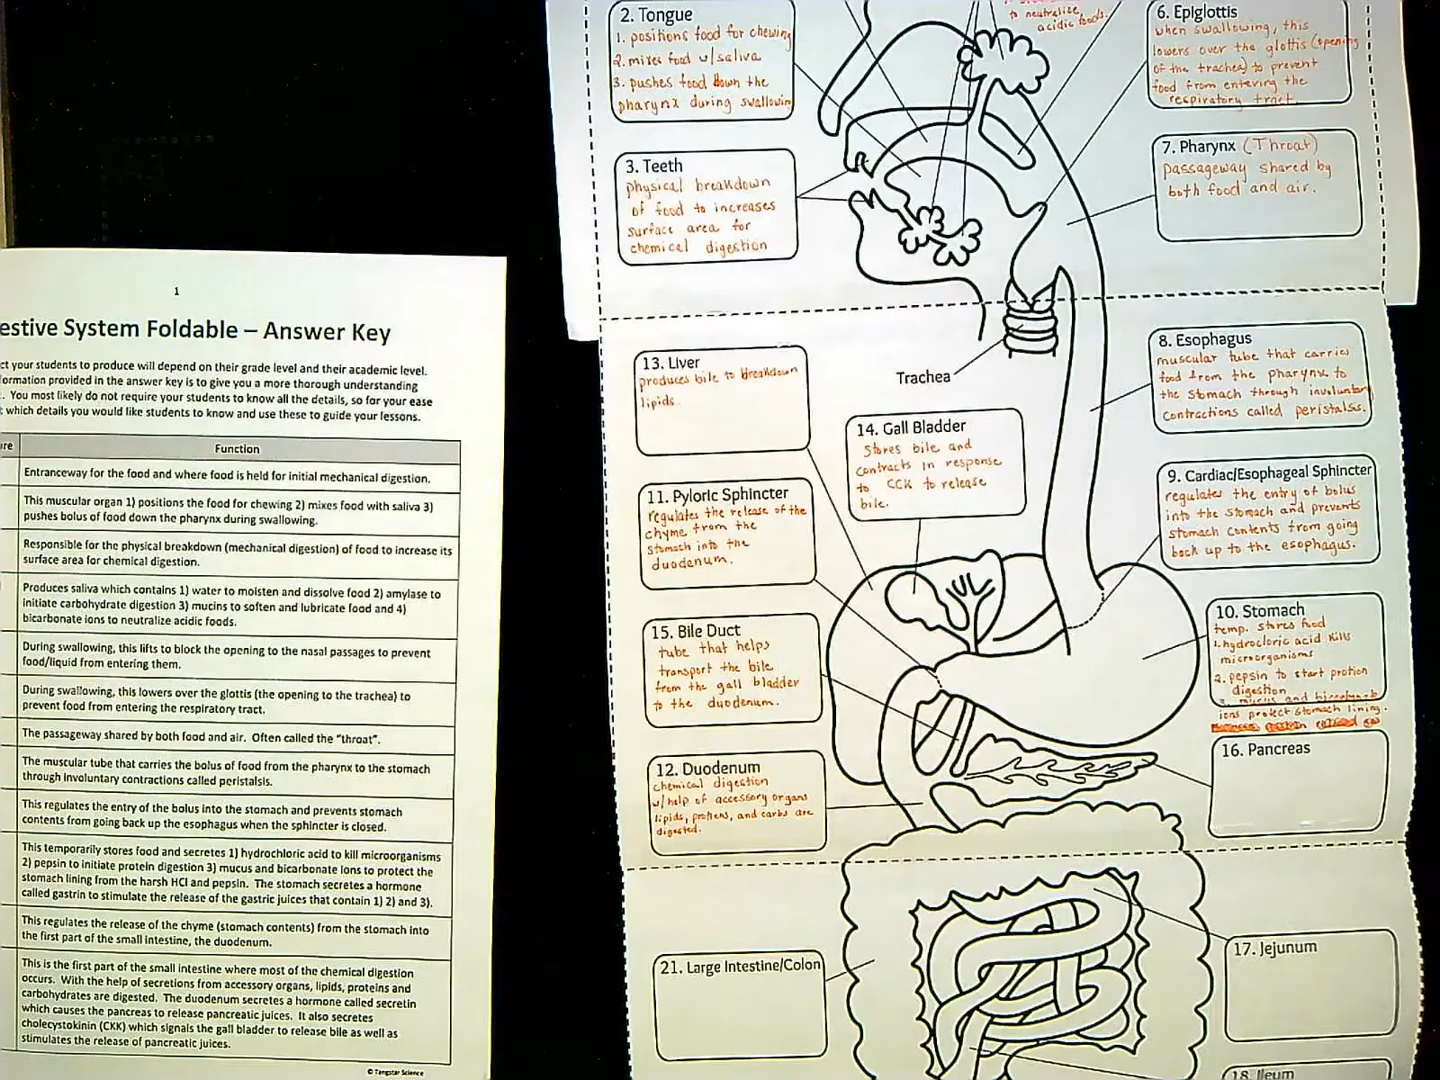 1
estive System Foldable – Answer Key
ct your students to produce will depend on their grade level and their academic level.
ormation provided in the answer key is to give you a more thorough understanding
. You most likely do not require your students to know all the details, so for your ease
which details you would like students to know and use these to guide your lessons.
re
Function
Entranceway for the food and where food is held for initial mechanical digestion.
This muscular organ 1) positions the food for chewing 2) mixes food with saliva 3)
pushes bolus of food down the pharynx during swallowing.
Responsible for the physical breakdown (mechanical digestion) of food to increase its
surface area for chemical digestion.
Produces saliva which contains 1) water to moisten and dissolve food 2) amylase to
initiate carbohydrate digestion 3) mucins to soften and lubricate food and 4)
bicarbonate ions to neutralize acidic foods.
During swallowing, this lifts to block the opening to the nasal passages to prevent
food/liquid from entering them.
During swallowing, this lowers over the glottis (the opening to the trachea) to
prevent food from entering the respiratory tract.
The passageway shared by both food and air. Often called the “throat”.
The muscular tube that carries the bolus of food from the pharynx to the stomach
through involuntary contractions called peristalsis.
This regulates the entry of the bolus into the stomach and prevents stomach
contents from going back up the esophagus when the sphincter is closed.
This temporarily stores food and secretes 1) hydrochloric acid to kill microorganisms
2) pepsin to initiate protein digestion 3) mucus and bicarbonate ions to protect the
stomach lining from the harsh HCl and pepsin. The stomach secretes a hormone
called gastrin to stimulate the release of the gastric juices that contain 1) 2) and 3).
This regulates the release of the chyme (stomach contents) from the stomach into
the first part of the small intestine, the duodenum.
This is the first part of the small intestine where most of the chemical digestion
occurs. With the help of secretions from accessory organs, lipids, proteins and
carbohydrates are digested. The duodenum secretes a hormone called secretin
which causes the pancreas to release pancreatic juices. It also secretes
cholecystokinin (CKK) which signals the gall bladder to release bile as well as
stimulates the release of pancreatic juices.
© Tangstar Science
2. Tongue
1. positions food for chewing
2. mixes food w/saliva
3. pushes food down the
pharynx during swallowing
to neutralize
acidic foods.
6. Epiglottis
when swallowing, this
lowers over the glottis (opening
of the trachea) to prevent
food from entering the
respiratory tract.
3. Teeth
physical breakdown
of food to increases
surface area for
chemical digestion
7. Pharynx (Throat)
passageway shared by
both food and air.
Trachea
13. Liver
produces bile to breakdown
lipids.
8. Esophagus
muscular tube that carries
food from the pharynx to
the stomach through involuntary
contractions called peristalsis.
14. Gall Bladder
stores bile and
contracts in response
to CCK to release
bile.
11. Pyloric Sphincter
regulates the release of the
chyme from the
stomach into the
duodenum.
9. Cardiac/Esophageal Sphincter
regulates the entry of bolus
into the stomach and prevents
stomach contents from going
back up to the esophagus.
15. Bile Duct
tube that helps
transport the bile
from the gall bladder
to the duodenum.
10. Stomach
temp. stores food
1. hydrocloric acid kills
microorganisms
2. pepsin to start protion
digestion
3. mucus and bicarbonate
ions protect stomach lining.
12. Duodenum
chemical digestion
w/help of accessory organs
lipids, protiens, and carbs are
digested.
16. Pancreas
21. Large Intestine/Colon
17. Jejunum
18. Ileum